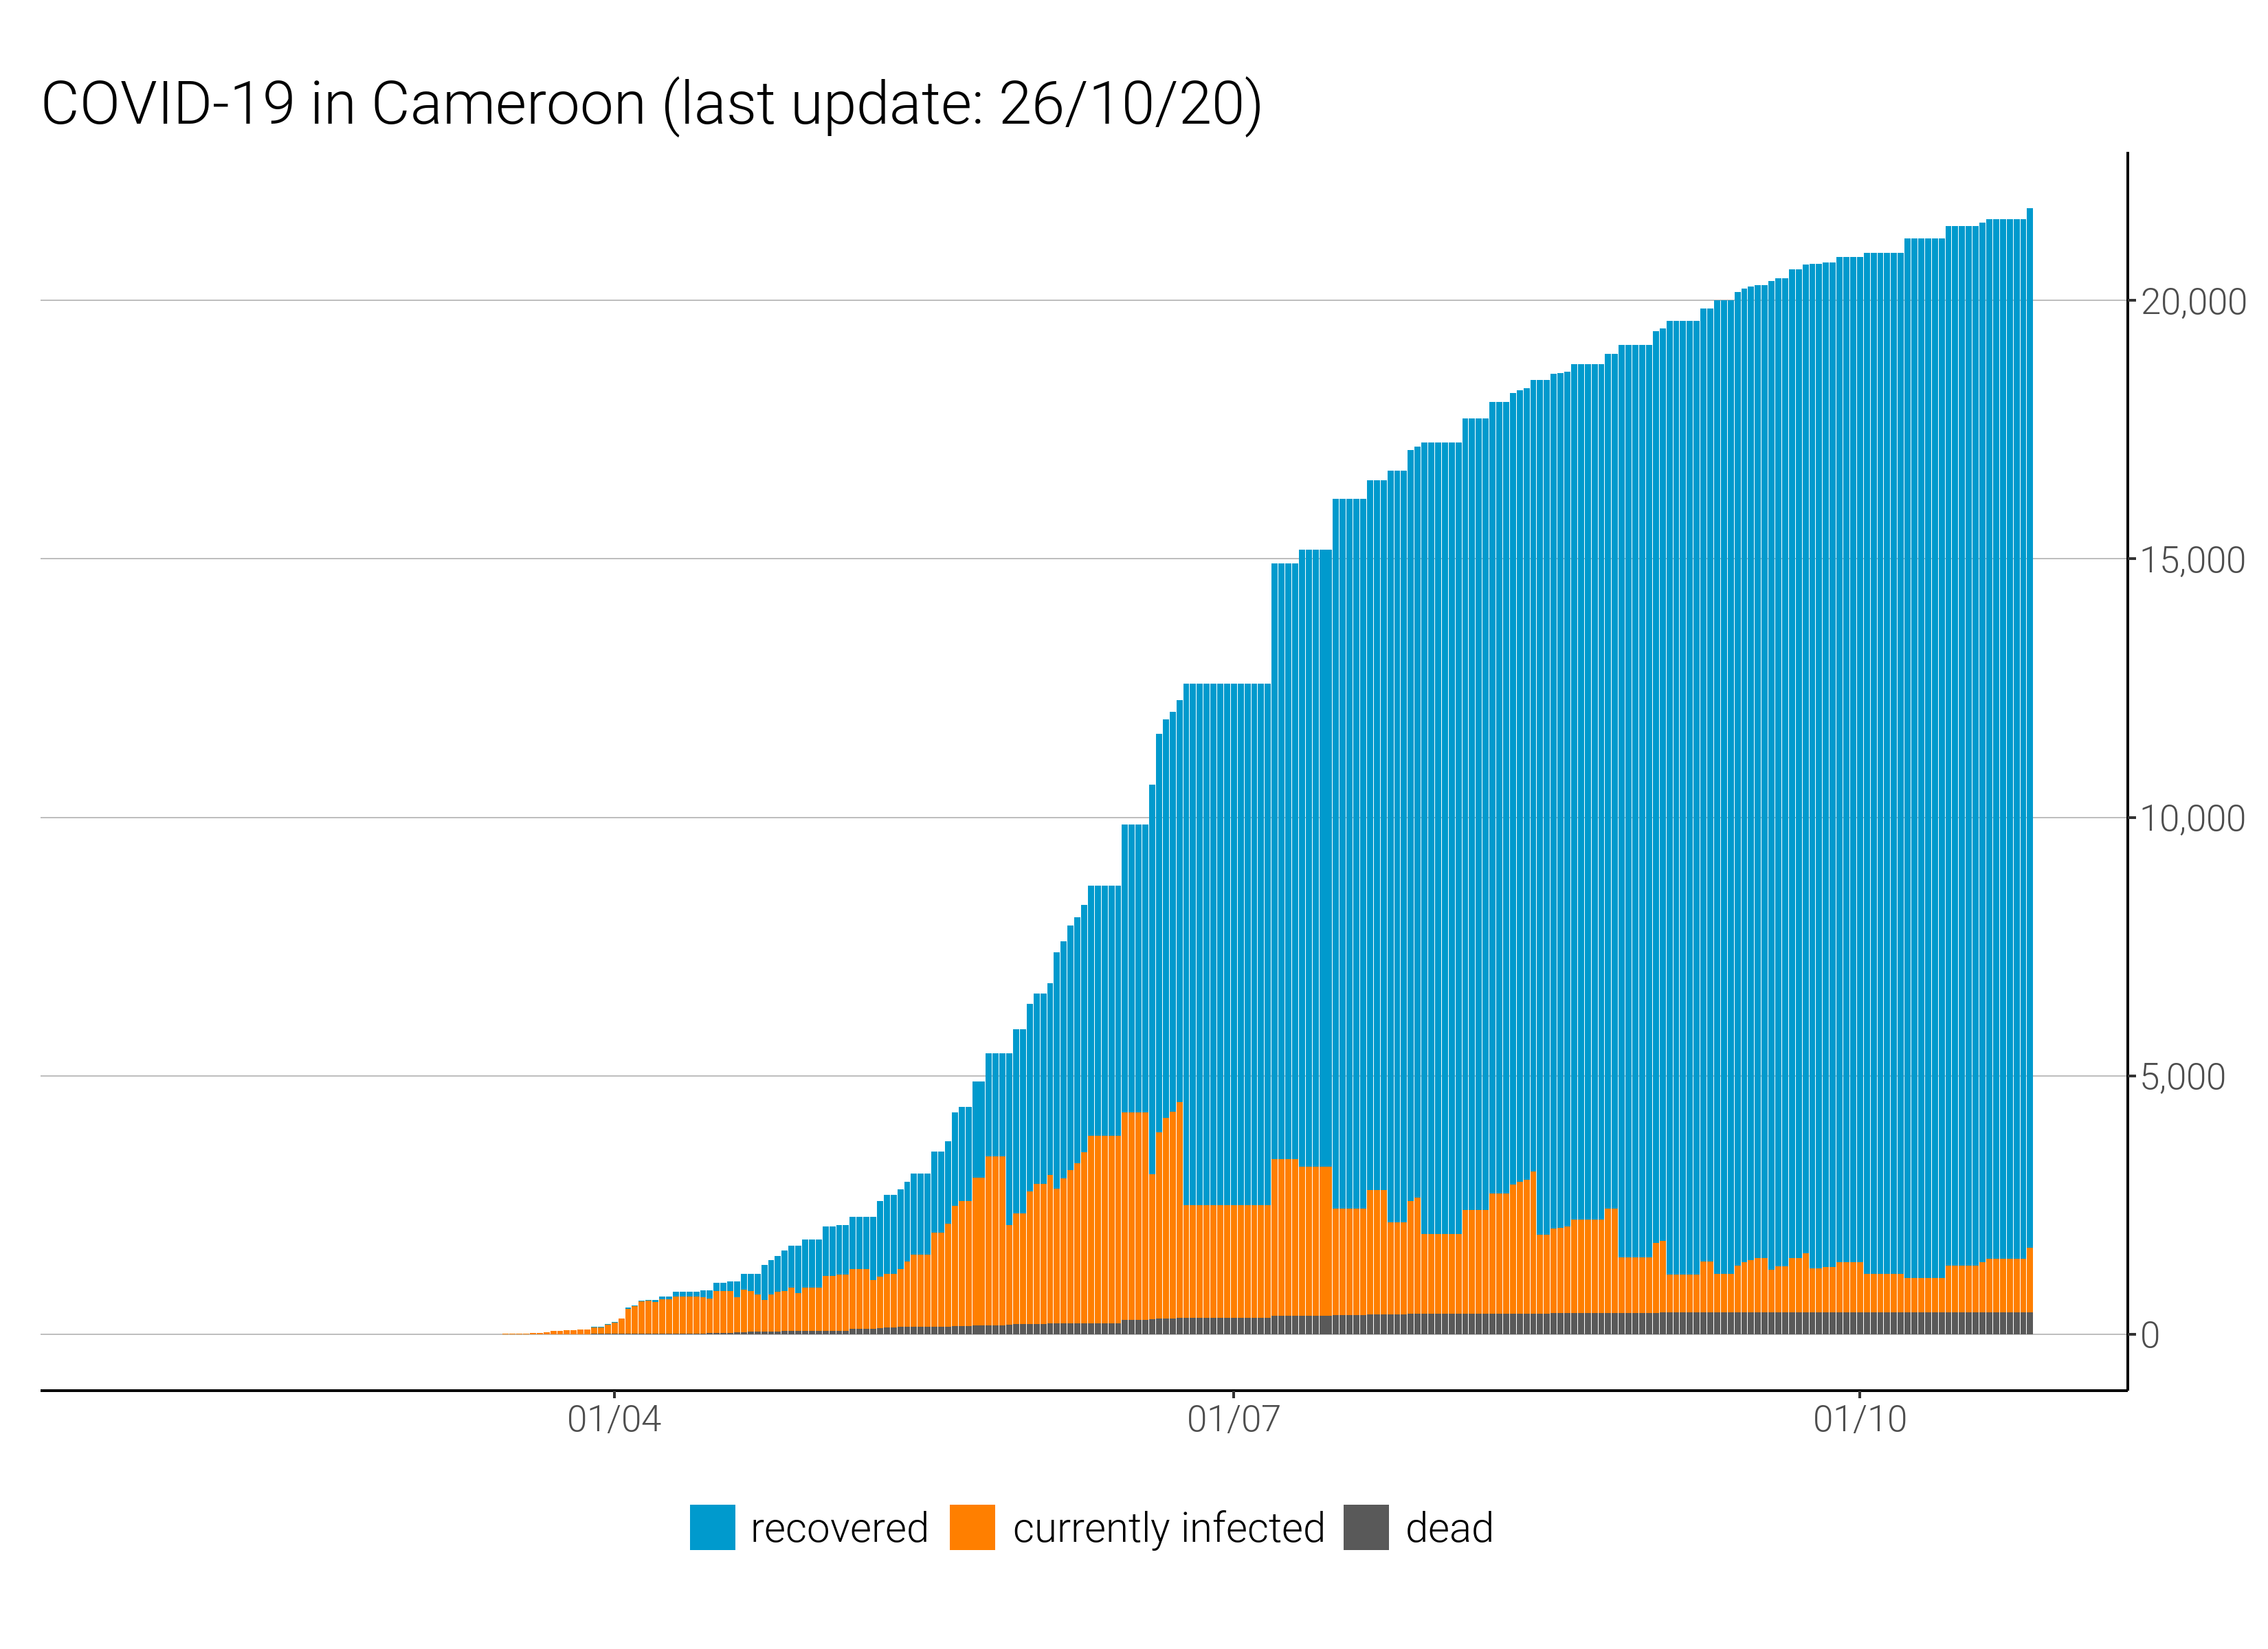 COVID-19 in Cameroon (last update: 26/10/20)
20,000
15,000
10,000
5,000
0
01/04 01/07 01/10
recovered currently infected dead